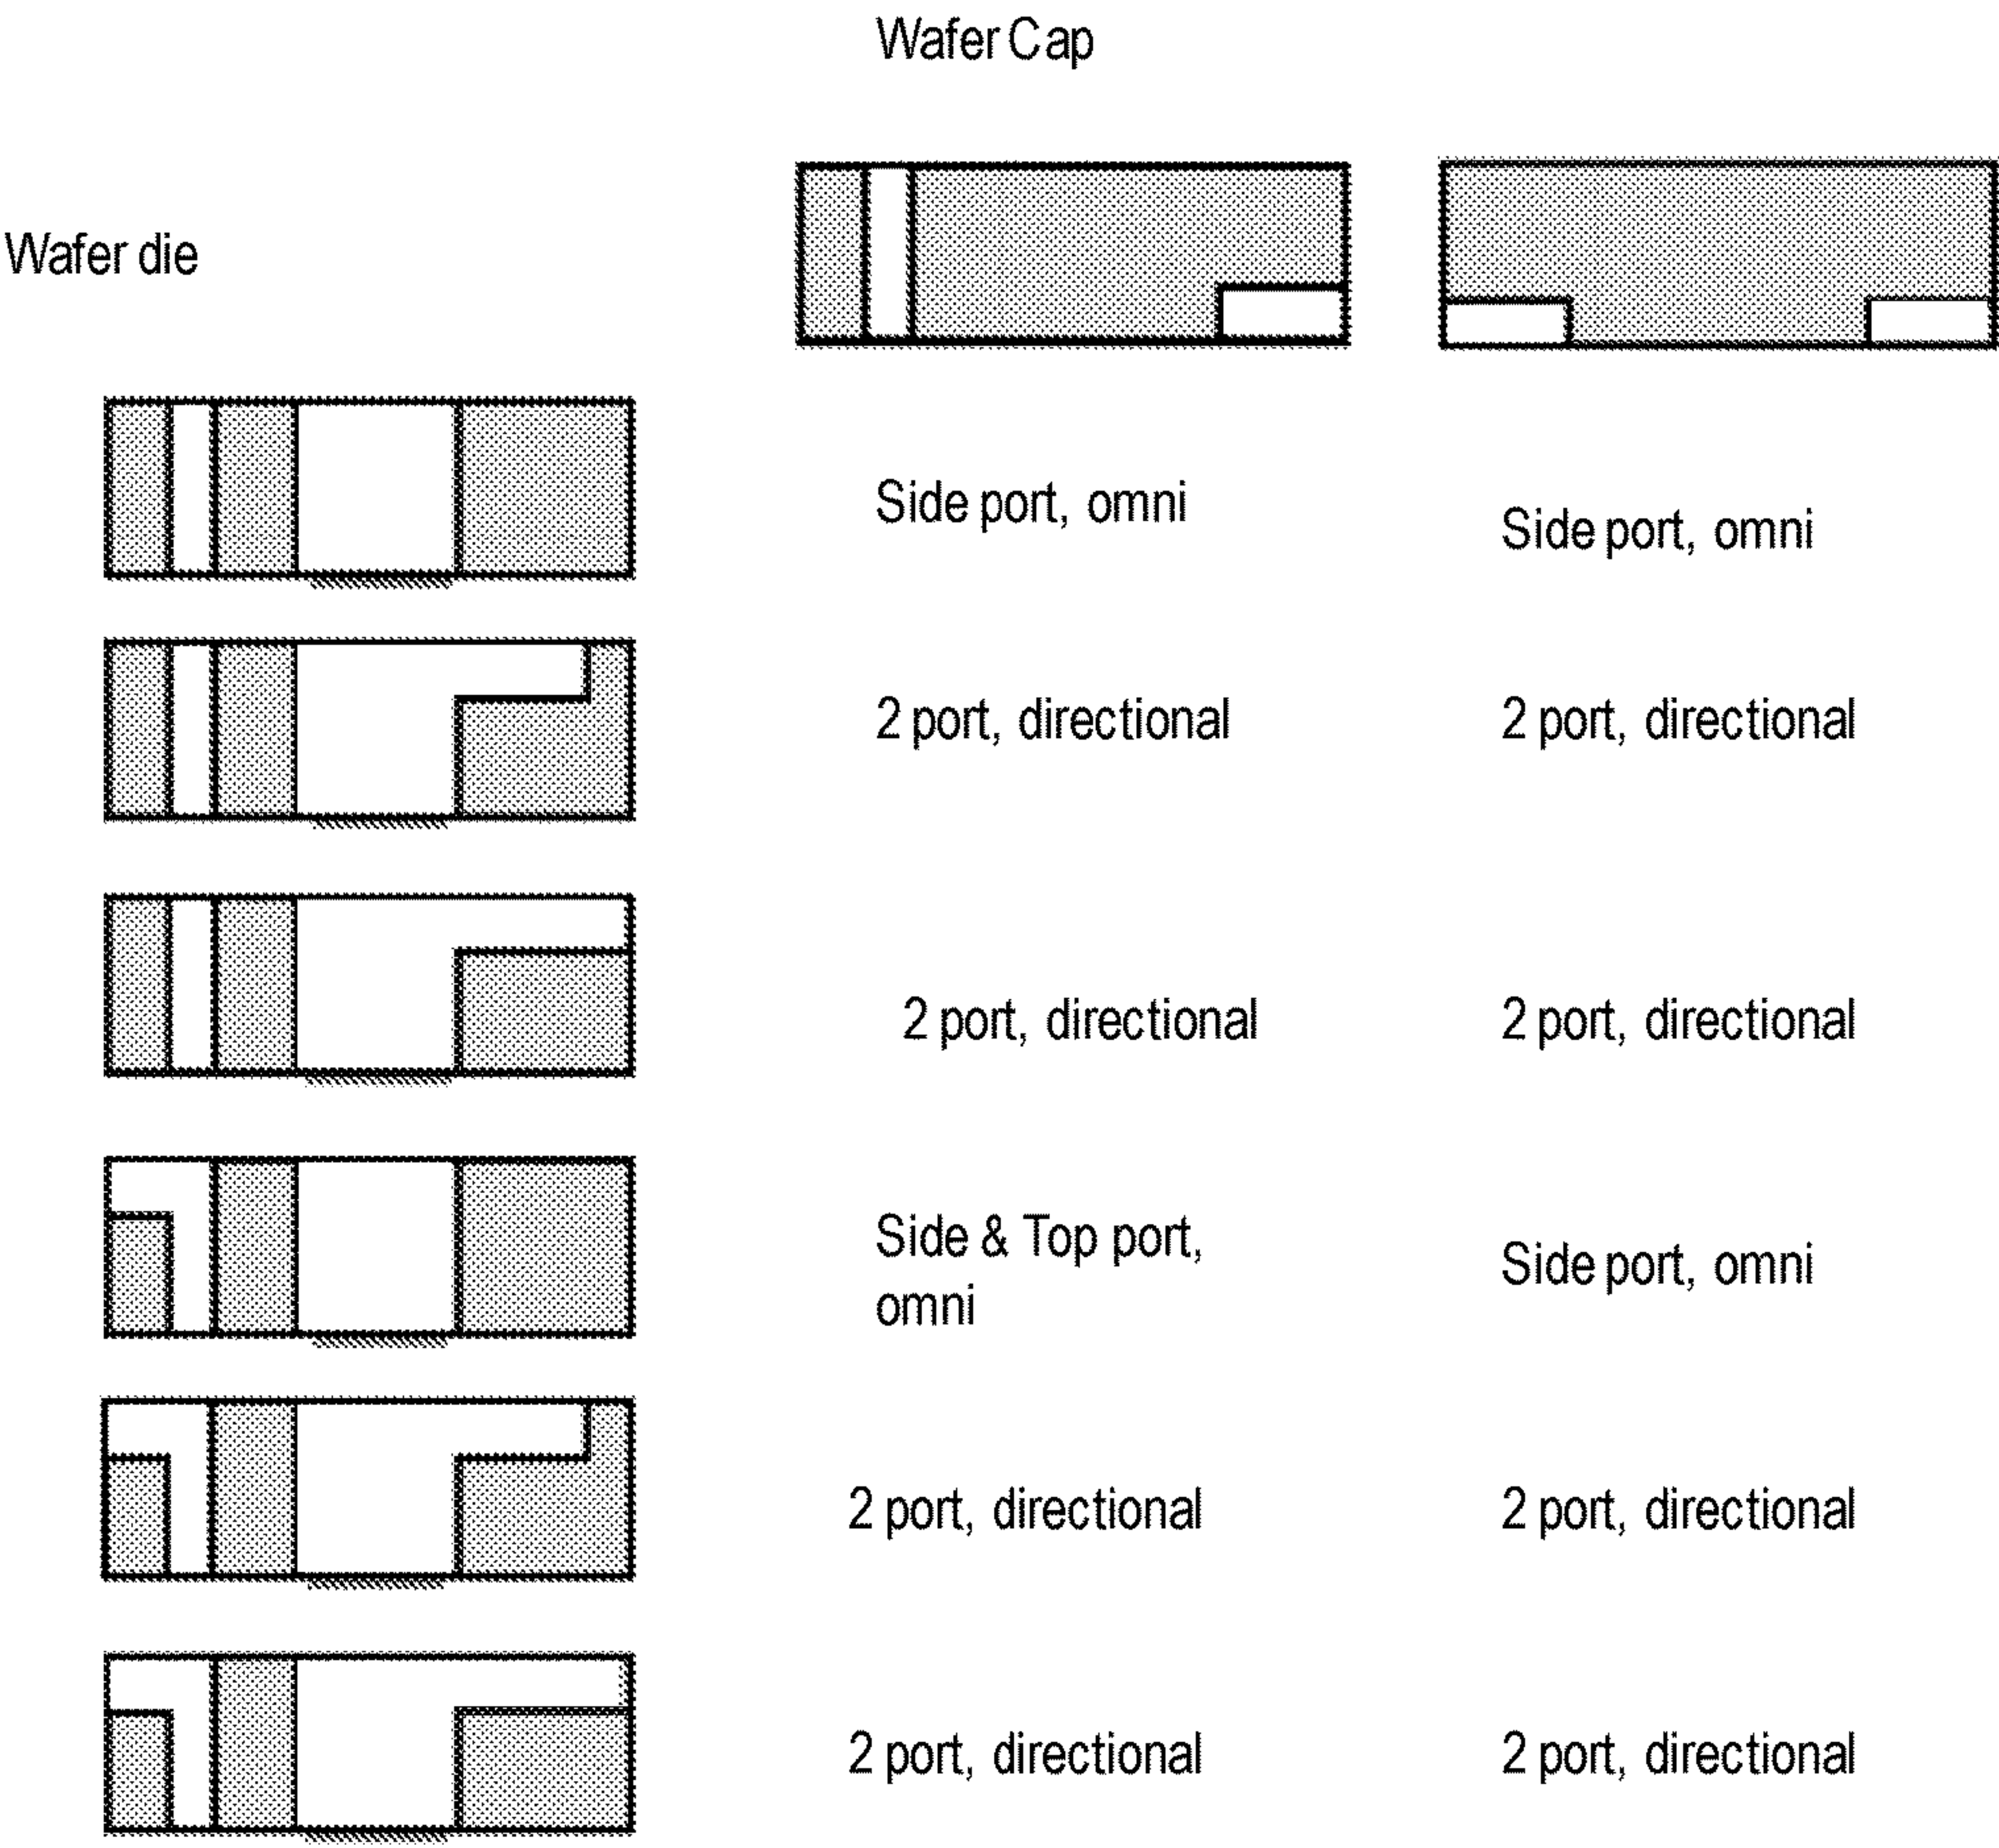 Wafer Cap
Wafer die
Side port, omni
Side port, omni
2 port, directional
2 port, directional
2 port, directional
2 port, directional
Side & Top port,
omni
Side port, omni
2 port, directional
2 port, directional
2 port, directional
2 port, directional